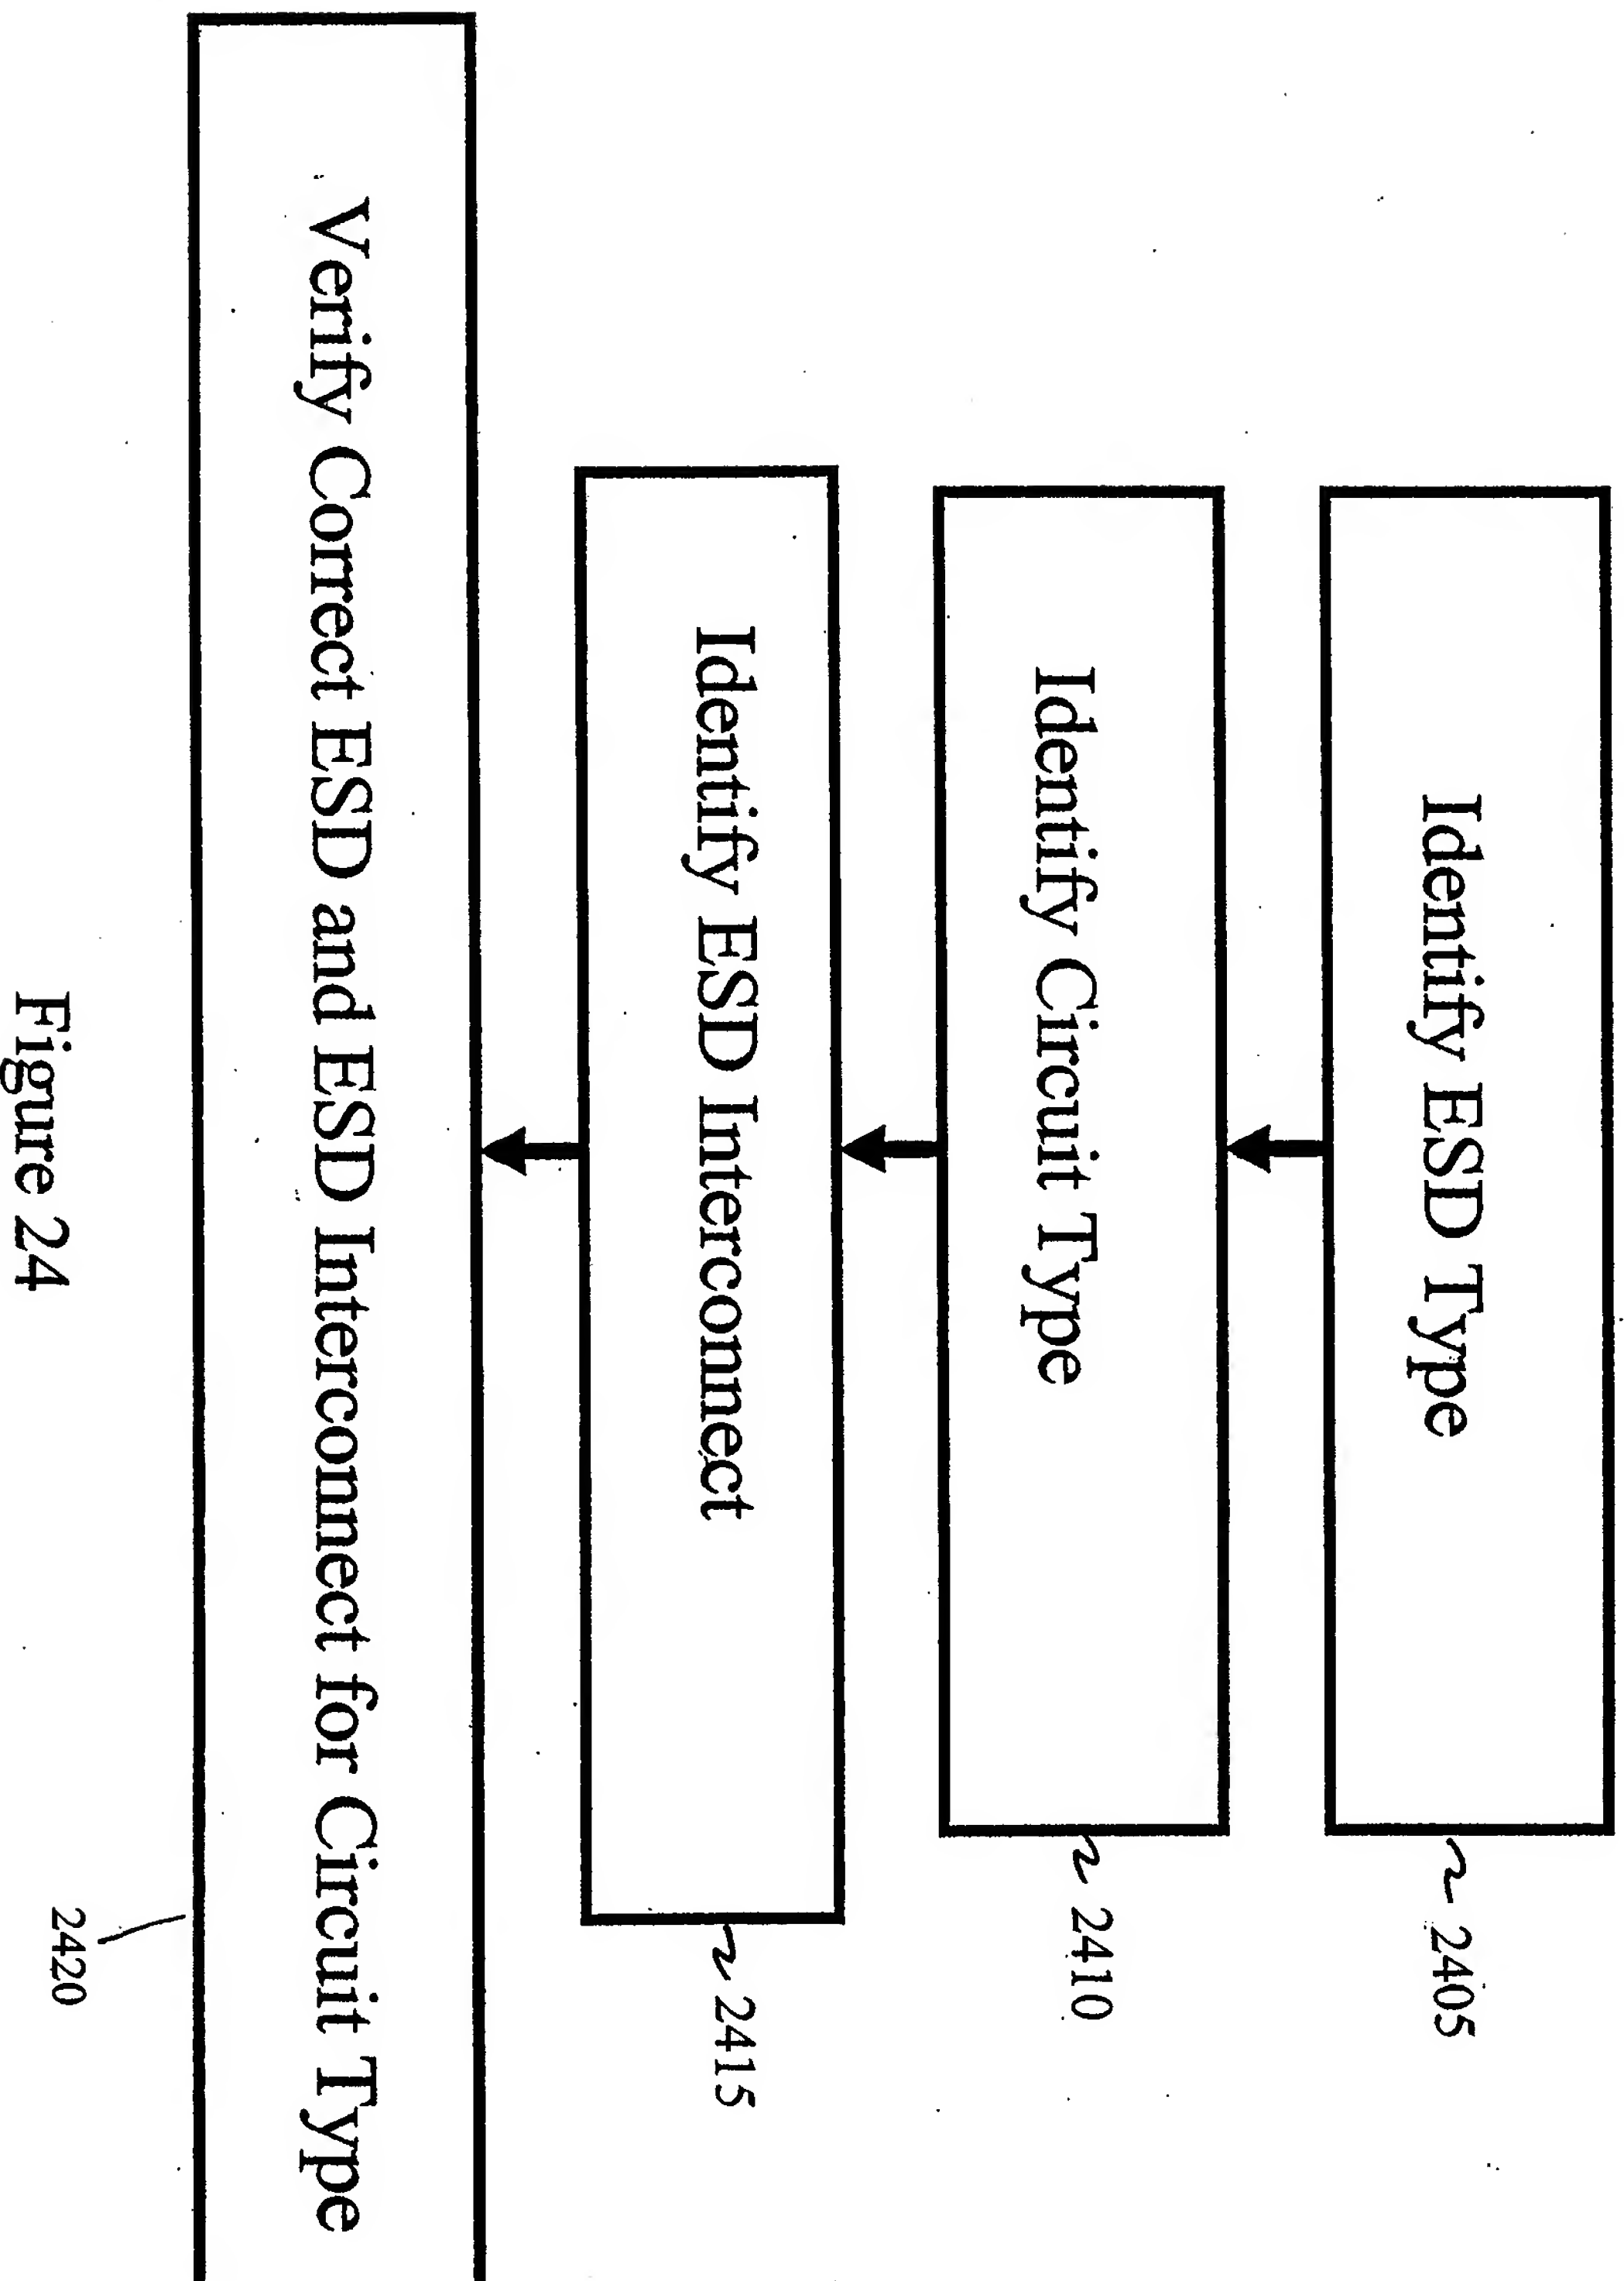 Identify ESD Type
2405
Identify Circuit Type
2410
Identify ESD Interconnect
2415
Verify Correct ESD and ESD Interconnect for Circuit Type
2420
Figure 24